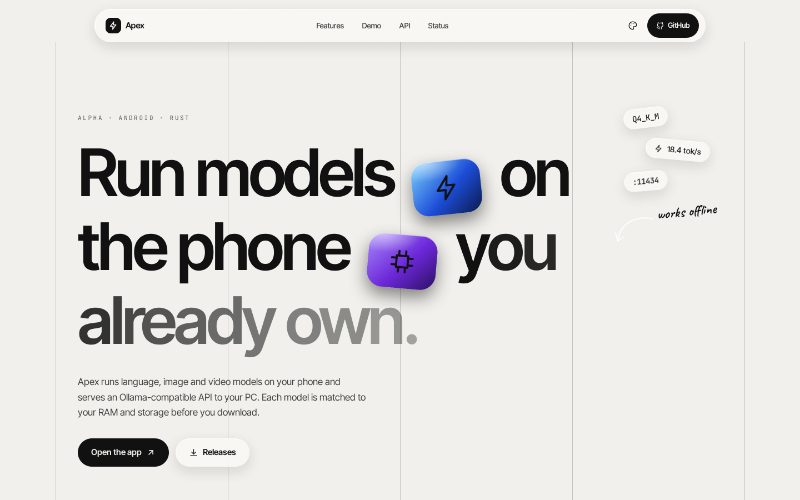 Apex
Features Demo API Status
GitHub
ALPHA · ANDROID · RUST
Run models on
the phone you
already own.
Q4_K_M
18.4 tok/s
:11434
works offline
Apex runs language, image and video models on your phone and
serves an Ollama-compatible API to your PC. Each model is matched to
your RAM and storage before you download.
Open the app
Releases